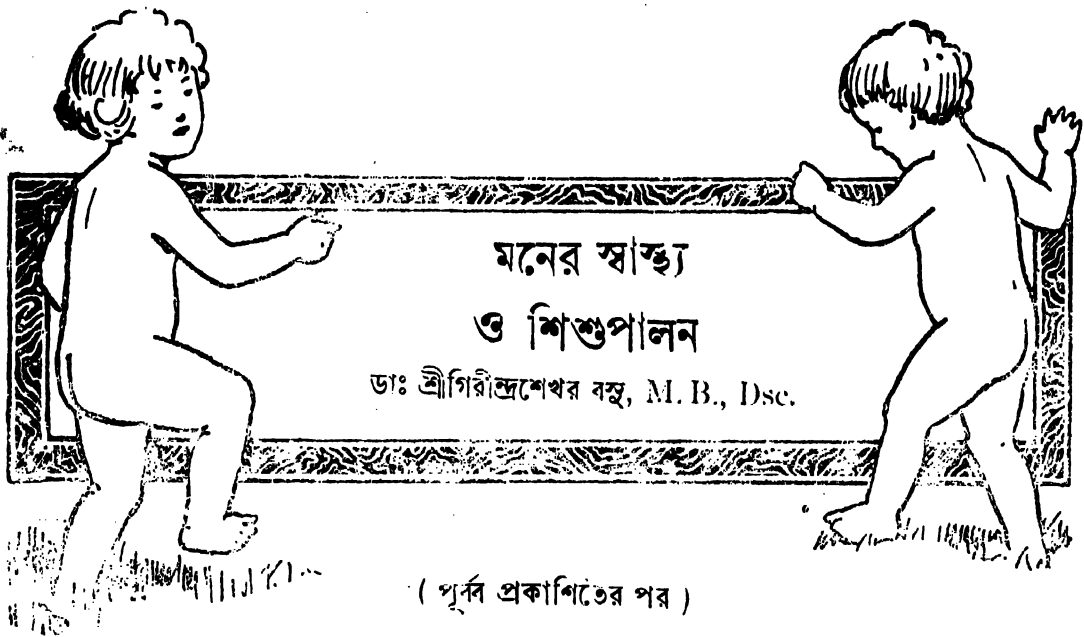 মনের স্বাস্থ্য
ও শিশুপালন
ডাঃ শ্রীগিরীন্দ্রশেখর বসু, M. B., Dsc.
( পূর্ব্ব প্রকাশিতের পর )